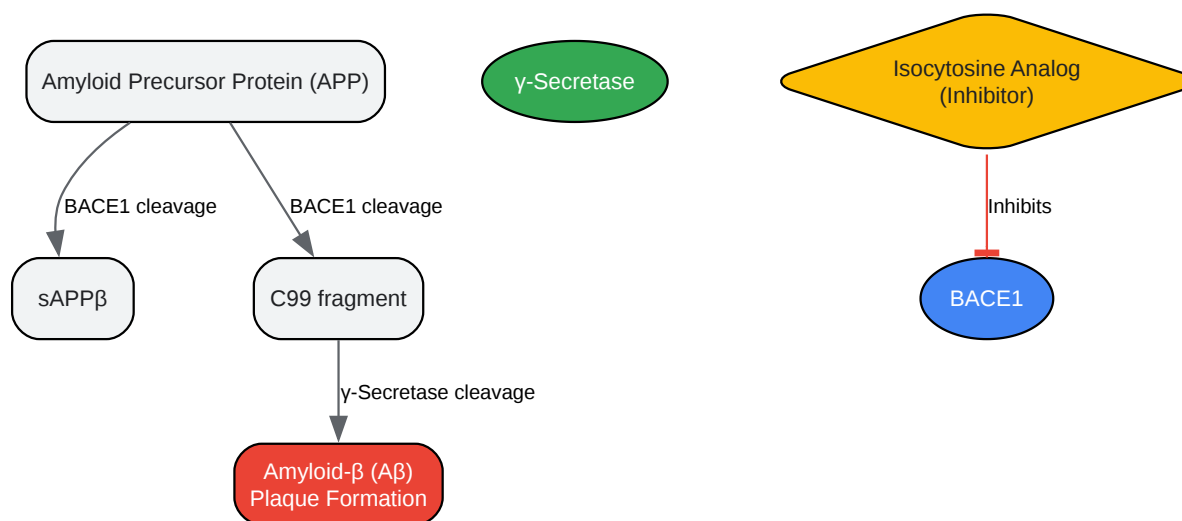 Amyloid Precursor Protein (APP)
γ-Secretase
Isocytosine Analog
(Inhibitor)
BACE1 cleavage
BACE1 cleavage
Inhibits
sAPPβ
C99 fragment
BACE1
γ-Secretase cleavage
Amyloid-β (Aβ)
Plaque Formation